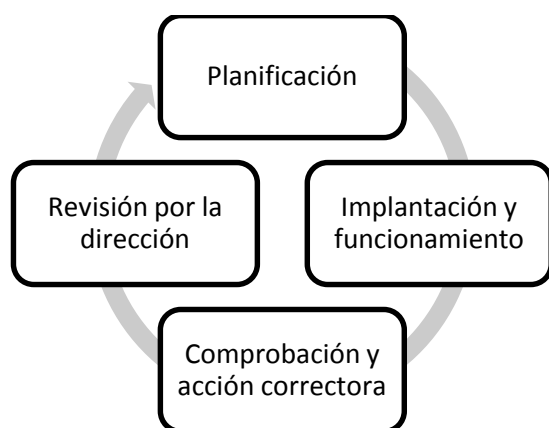 Planificación
Implantación y
funcionamiento
Comprobación y
acción correctora
Revisión por la
dirección